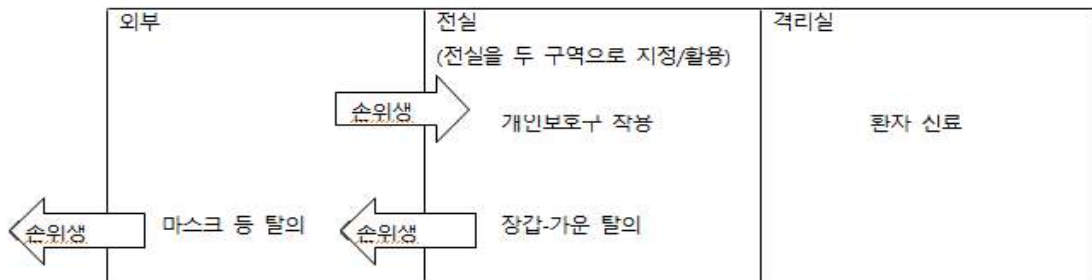 외부
전실
(전실을 두 구역으로 지정/활용)
격리실
손위생
개인보호구 착용
환자 진료
손위생
마스크 등 탈의
손위생
장갑-가운 탈의